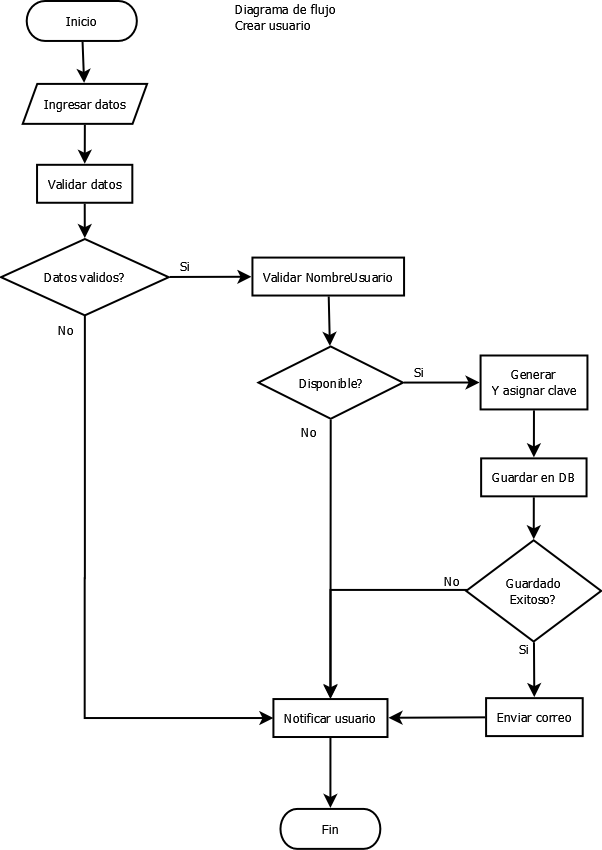 Diagrama de flujo
Crear usuario
Inicio
Ingresar datos
Validar datos
Datos validos?
Si
Validar NombreUsuario
No
Disponible?
Si
Generar
Y asignar clave
No
Guardar en DB
Guardado
Exitoso?
No
Si
Notificar usuario
Enviar correo
Fin